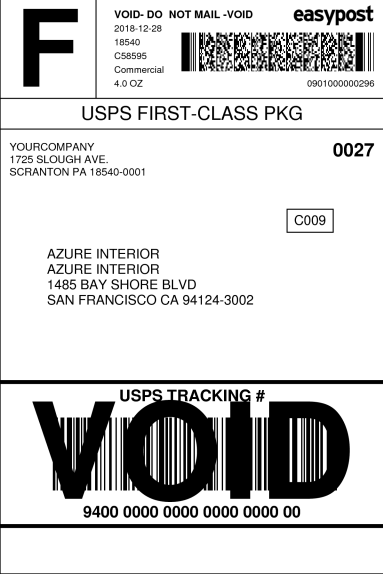 F
VOID- DO NOT MAIL -VOID
2018-12-28
18540
C58595
Commercial
4.0 OZ
easypost
0901000000296
USPS FIRST-CLASS PKG
YOURCOMPANY
1725 SLOUGH AVE.
SCRANTON PA 18540-0001
0027
C009
AZURE INTERIOR
AZURE INTERIOR
1485 BAY SHORE BLVD
SAN FRANCISCO CA 94124-3002
USPS TRACKING #
VOID
9400 0000 0000 0000 0000 00